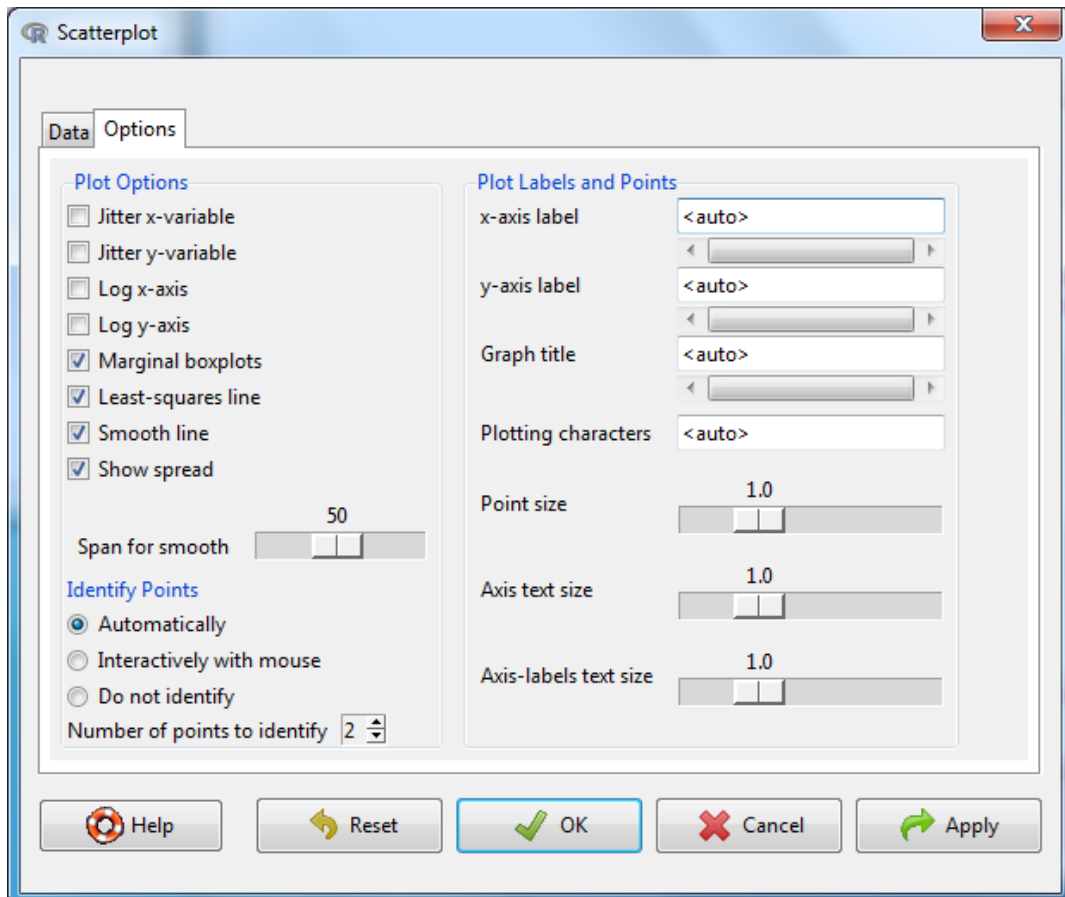 Scatterplot
Data
Options
Plot Options
Jitter x-variable
Jitter y-variable
Log x-axis
Log y-axis
Marginal boxplots
Least-squares line
Smooth line
Show spread
50
Span for smooth
Identify Points
Automatically
Interactively with mouse
Do not identify
Number of points to identify 2
Plot Labels and Points
x-axis label <auto>
y-axis label <auto>
Graph title <auto>
Plotting characters <auto>
1.0
Point size
1.0
Axis text size
1.0
Axis-labels text size
Help
Reset
OK
Cancel
Apply